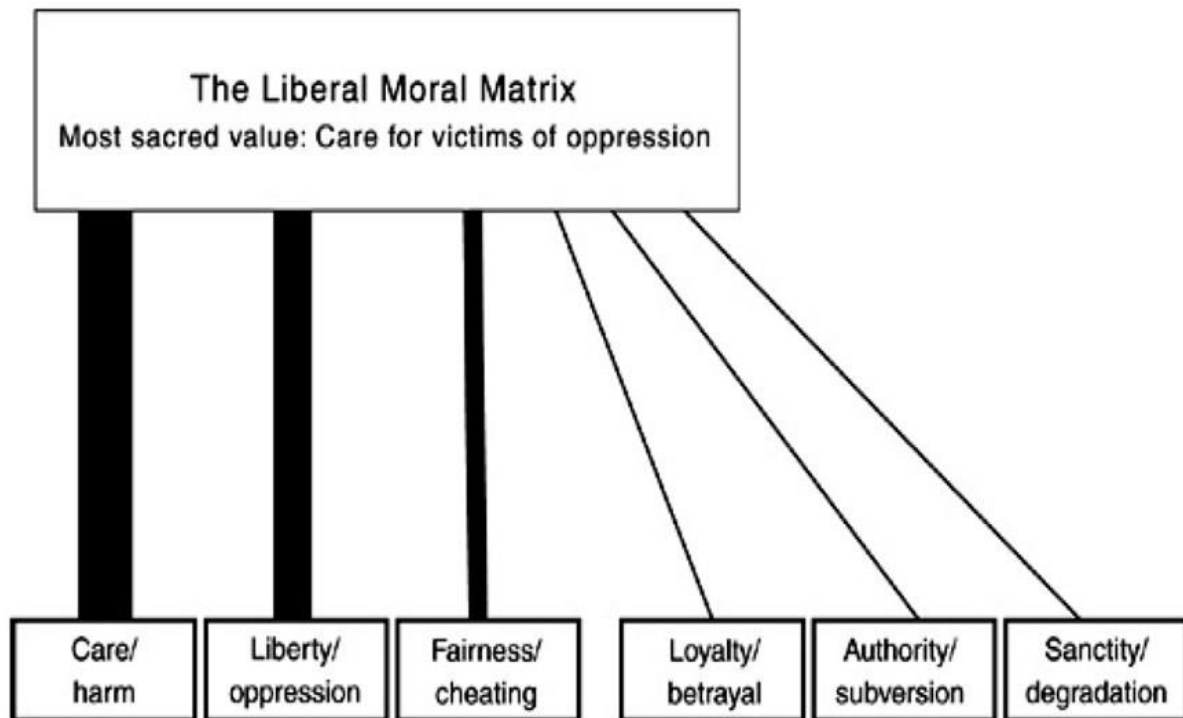 The Liberal Moral Matrix
Most sacred value: Care for victims of oppression
Care/
harm
Liberty/
oppression
Fairness/
cheating
Loyalty/
betrayal
Authority/
subversion
Sanctity/
degradation